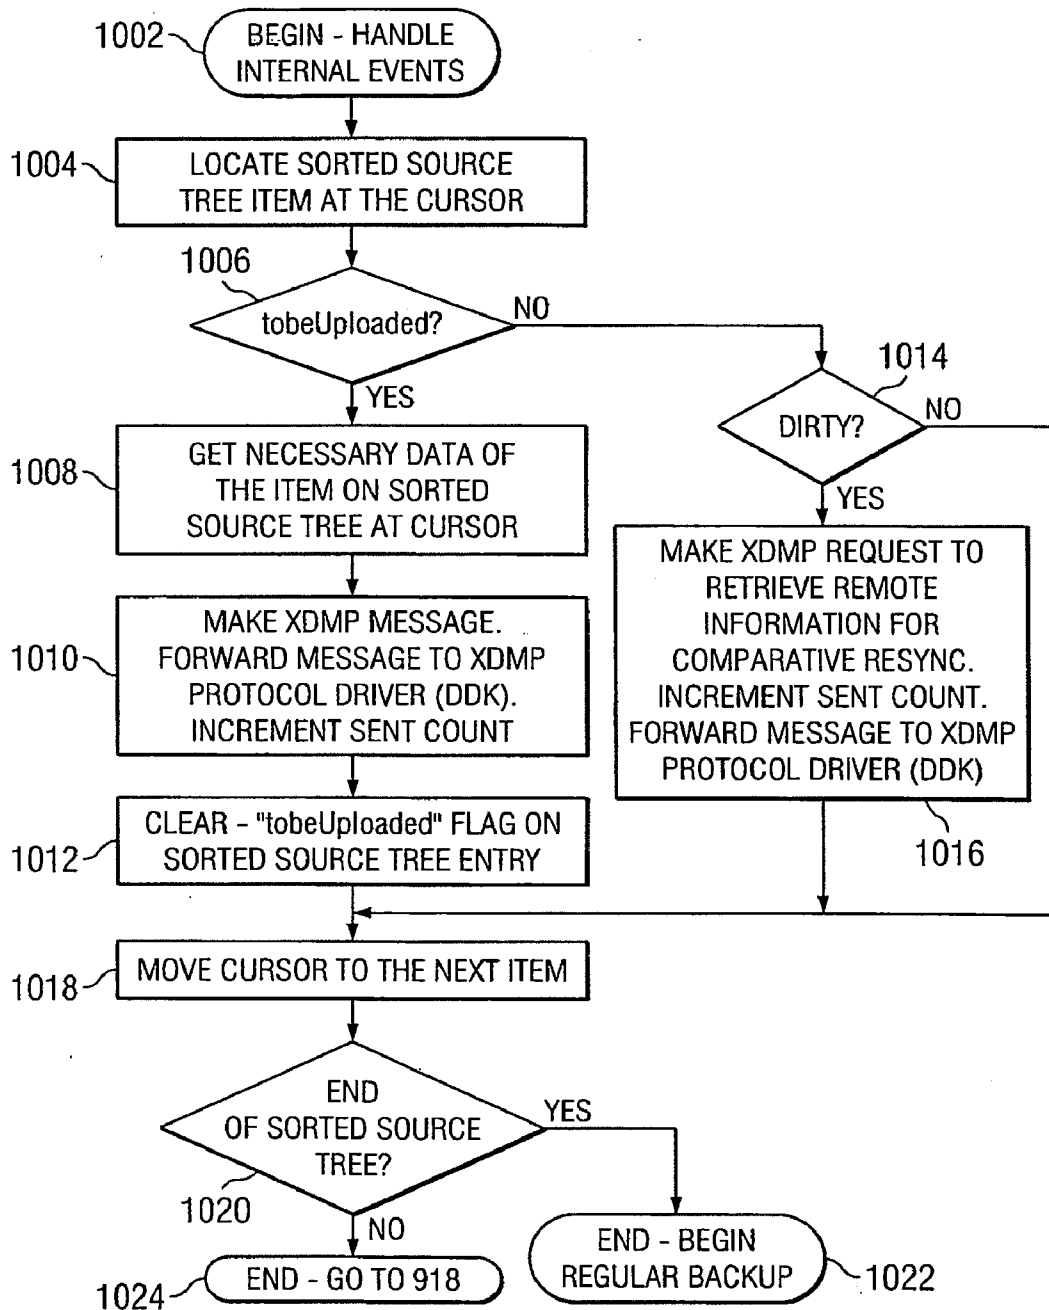 1002
BEGIN - HANDLE
INTERNAL EVENTS
1004
LOCATE SORTED SOURCE
TREE ITEM AT THE CURSOR
1006
tobeUploaded?
NO
YES
1014
DIRTY?
NO
YES
1008
GET NECESSARY DATA OF
THE ITEM ON SORTED
SOURCE TREE AT CURSOR
1010
MAKE XDMP MESSAGE.
FORWARD MESSAGE TO XDMP
PROTOCOL DRIVER (DDK).
INCREMENT SENT COUNT
MAKE XDMP REQUEST TO
RETRIEVE REMOTE
INFORMATION FOR
COMPARATIVE RESYNC.
INCREMENT SENT COUNT.
FORWARD MESSAGE TO XDMP
PROTOCOL DRIVER (DDK)
1016
1012
CLEAR - "tobeUploaded" FLAG ON
SORTED SOURCE TREE ENTRY
1018
MOVE CURSOR TO THE NEXT ITEM
END
OF SORTED SOURCE
TREE?
1020
YES
NO
1024
END - GO TO 918
END - BEGIN
REGULAR BACKUP
1022